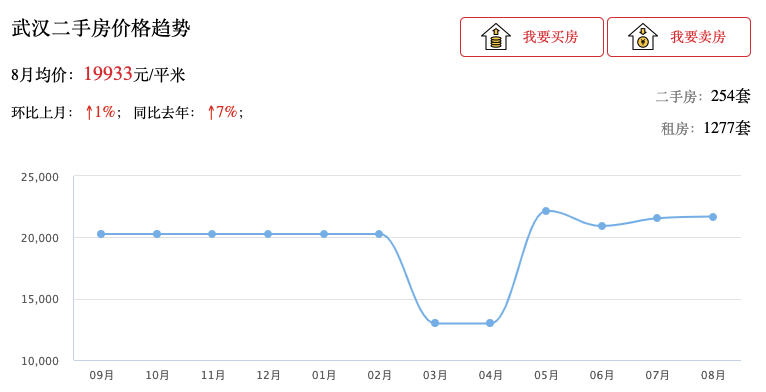 武汉二手房价格趋势
我要买房
我要卖房
8月均价：19933元/平米
环比上月：↑1%； 同比去年：↑7%；
二手房：254套
租房：1277套
25,000
20,000
15,000
10,000
09月 10月 11月 12月 01月 02月 03月 04月 05月 06月 07月 08月